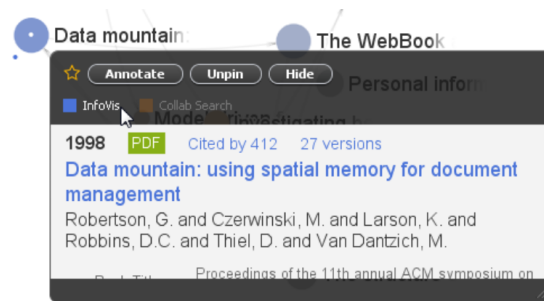 Data mountain:
The WebBook
Annotate Unpin Hide
Personal inform
InfoVis Collab Search
1998 PDF Cited by 412 27 versions
Data mountain: using spatial memory for document
management
Robertson, G. and Czerwinski, M. and Larson, K. and
Robbins, D.C. and Thiel, D. and Van Dantzich, M.
Proceedings of the 11th annual ACM symposium on